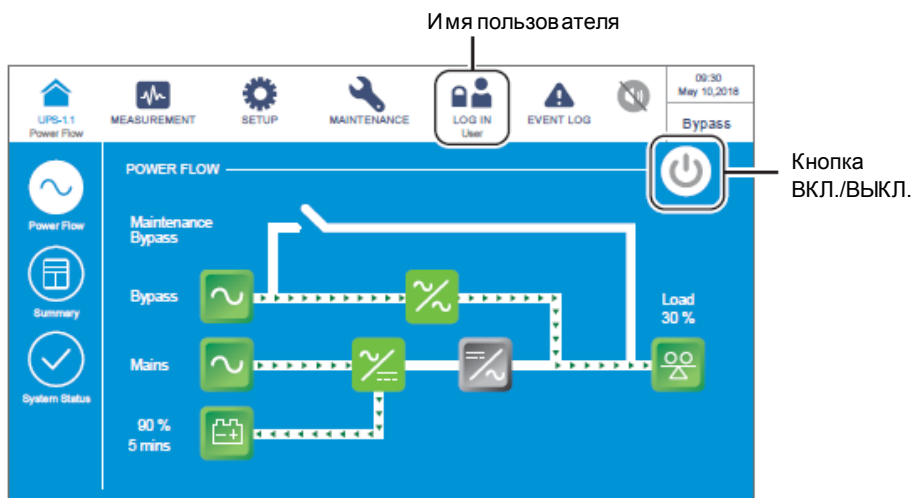 Имя пользователя
09:30
May 10,2018
UPS-1.1
Power Flow
MEASUREMENT
SETUP
MAINTENANCE
LOG IN
User
EVENT LOG
Bypass
Кнопка
ВКЛ./ВЫКЛ.
POWER FLOW
Power Flow
Maintenance
Bypass
Summary
Bypass
Load
30 %
Mains
System Status
90 %
5 mins